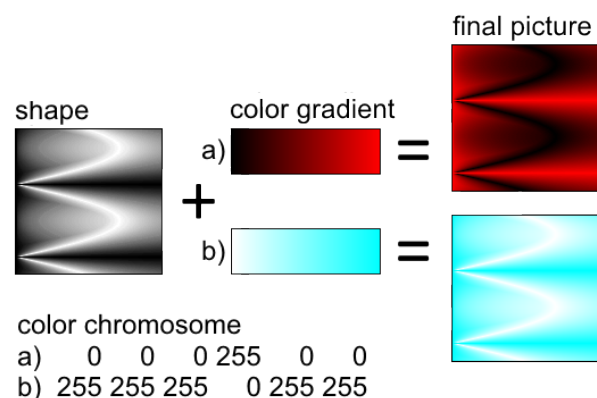 final picture
shape
color gradient
a)
=
+
b)
=
color chromosome
a) 0 0 0 255 0 0
b) 255 255 255 0 255 255